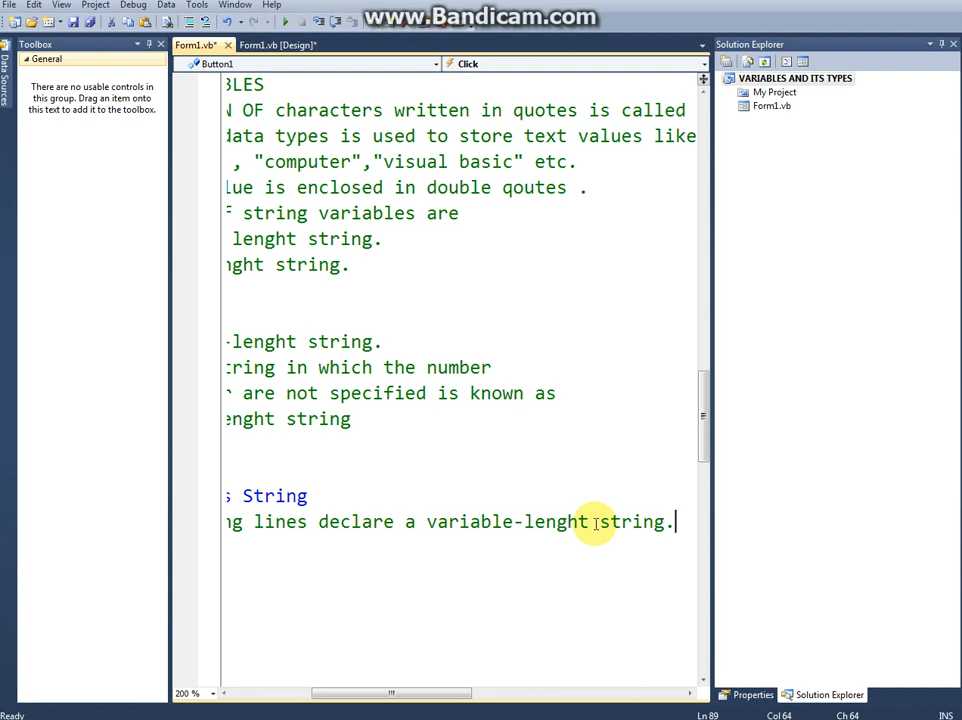 www.Bandicam.com
File Edit View Project Debug Data Tools Window Help
Toolbox
General
There are no usable controls in
this group. Drag an item onto
this text to add it to the toolbox.
Data Sources
Form1.vb* Form1.vb [Design]*
Button1 Click
BLES
N OF characters written in quotes is called
data types is used to store text values like
, "computer","visual basic" etc.
lue is enclosed in double qoutes .
F string variables are
lenght string.
nght string.
-lenght string.
tring in which the number
r are not specified is known as
enght string
s String
ng lines declare a variable-lenght string.
200 %
Solution Explorer
VARIABLES AND ITS TYPES
My Project
Form1.vb
Properties Solution Explorer
Ready Ln 89 Col 64 Ch 64 INS